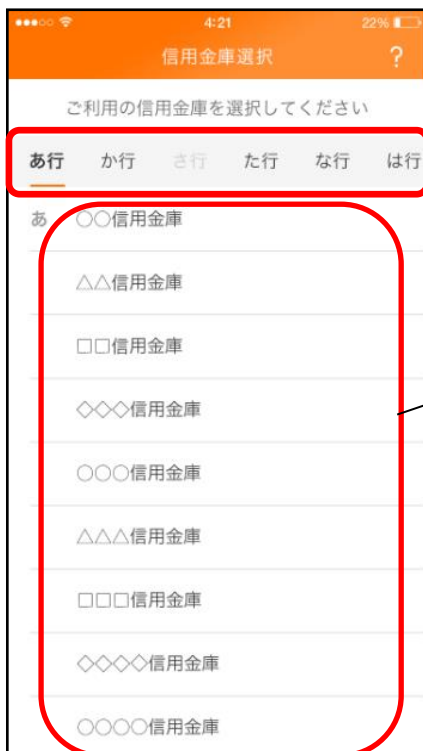 4:21 22%
信用金庫選択 ?
ご利用の信用金庫を選択してください
あ行 か行 さ行 た行 な行 は行
あ ○○信用金庫
△△信用金庫
□□信用金庫
◇◇◇信用金庫
○○○信用金庫
△△△信用金庫
□□□信用金庫
◇◇◇◇信用金庫
○○○○信用金庫